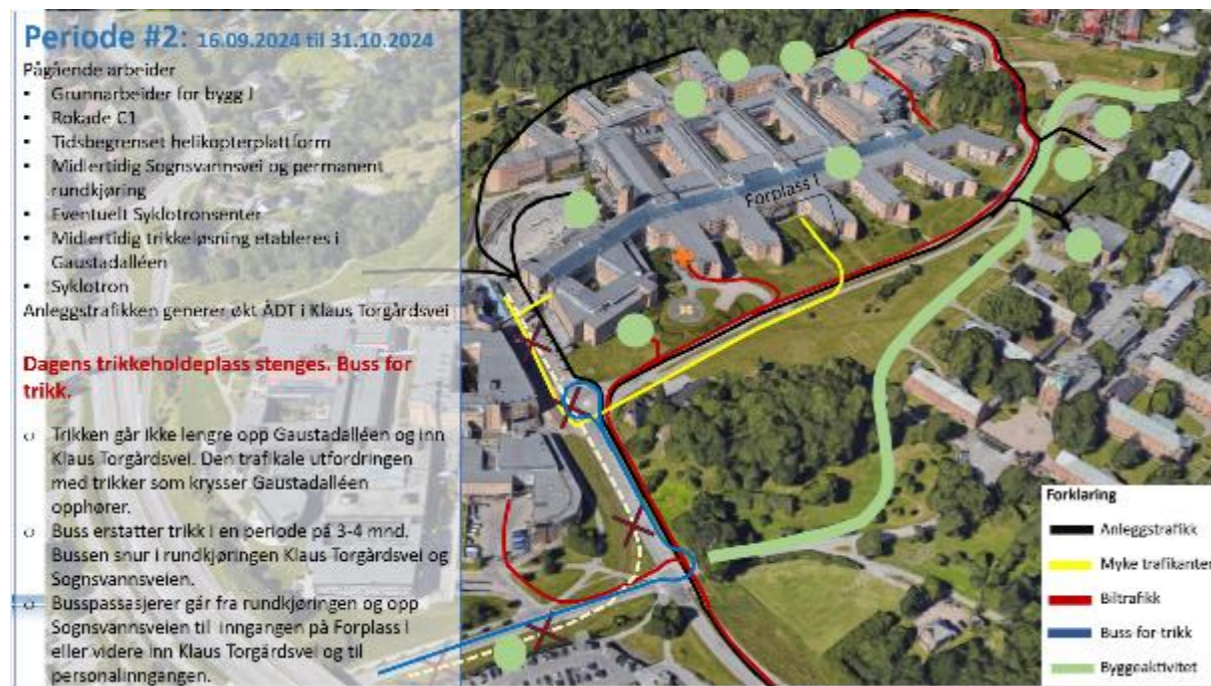 Periode #2: 16.09.2024 til 31.10.2024
Pågående arbeider
• Grunnarbeider for bygg J
• Rokade C1
• Tidsbegrenset helikopterplattform
• Midlertidig Sognsvannsvei og permanent
rundkjøring
• Eventuelt Syklotronsenter
• Midlertidig trikkeløsning etableres i
Gaustadalléen
• Syklotron
Anleggstrafikken generer økt ÅDT i Klaus Torgårdsvei
Dagens trikkeholdeplass stenges. Buss for
trikk.
o Trikken går ikke lengre opp Gaustadalléen og inn
Klaus Torgårdsvei. Den trafikale utfordringen
med trikker som krysser Gaustadalléen
opphører.
o Buss erstatter trikk i en periode på 3-4 mnd.
Bussen snur i rundkjøringen Klaus Torgårdsvei og
Sognsvannsveien.
o Busspassasjerer går fra rundkjøringen og opp
Sognsvannsveien til inngangen på Forplass i
eller videre inn Klaus Torgårdsvei og til
personalinngangen.
Forplass i
Forklaring
Anleggstrafikk
Myke trafikanter
Biltrafikk
Buss for trikk
Byggeaktivitet